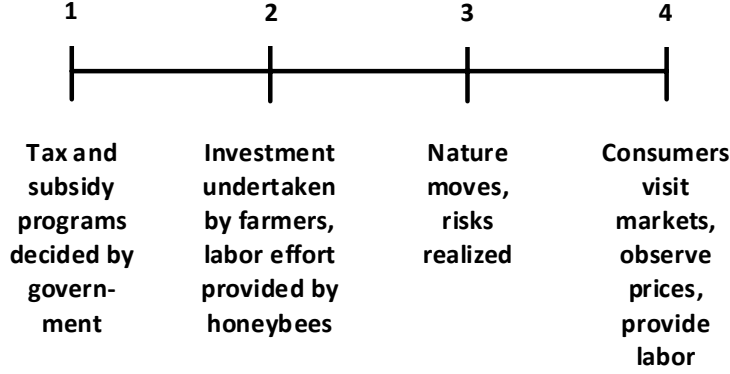 1 2 3 4
Tax and
subsidy
programs
decided by
govern-
ment
Investment
undertaken
by farmers,
labor effort
provided by
honeybees
Nature
moves,
risks
realized
Consumers
visit
markets,
observe
prices,
provide
labor